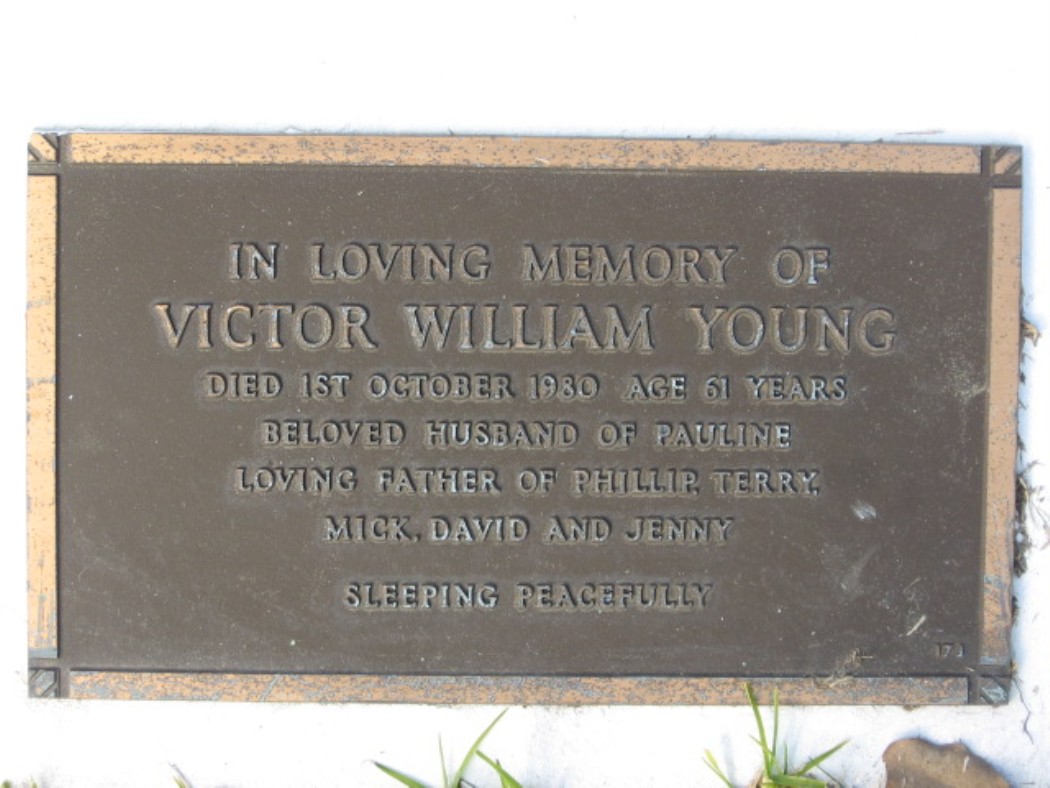 IN LOVING MEMORY OF
VICTOR WILLIAM YOUNG
DIED 1ST OCTOBER 1980 AGE 61 YEARS
BELOVED HUSBAND OF PAULINE
LOVING FATHER OF PHILLIP, TERRY,
MICK, DAVID AND JENNY
SLEEPING PEACEFULLY